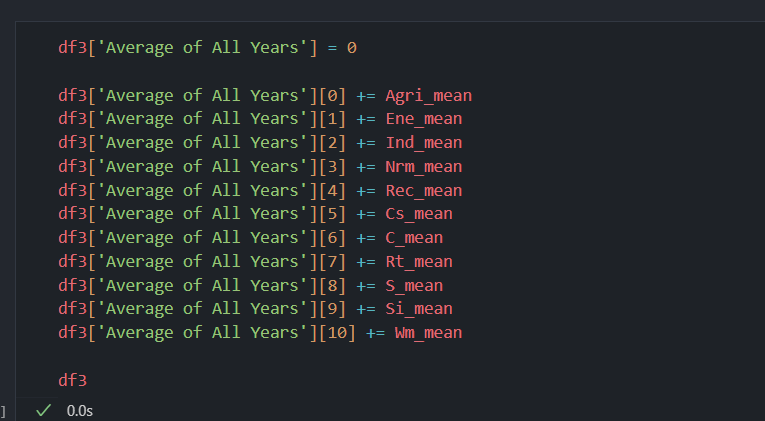 df3['Average of All Years'] = 0
df3['Average of All Years'][0] += Agri_mean
df3['Average of All Years'][1] += Ene_mean
df3['Average of All Years'][2] += Ind_mean
df3['Average of All Years'][3] += Nrm_mean
df3['Average of All Years'][4] += Rec_mean
df3['Average of All Years'][5] += Cs_mean
df3['Average of All Years'][6] += C_mean
df3['Average of All Years'][7] += Rt_mean
df3['Average of All Years'][8] += S_mean
df3['Average of All Years'][9] += Si_mean
df3['Average of All Years'][10] += Wm_mean
df3
] ✓ 0.0s